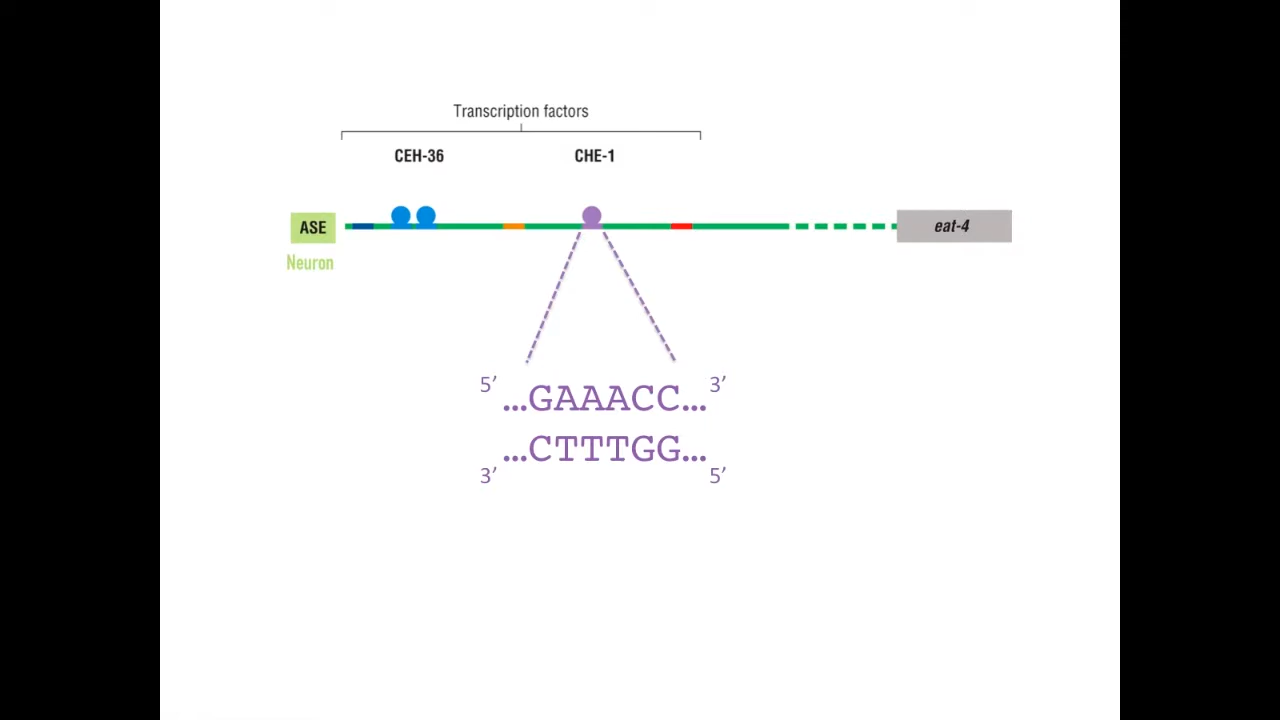 Transcription factors
CEH-36 CHE-1
ASE eat-4
Neuron
5′ …GAAACC… 3′
…CTTTGG…
3′ 5′